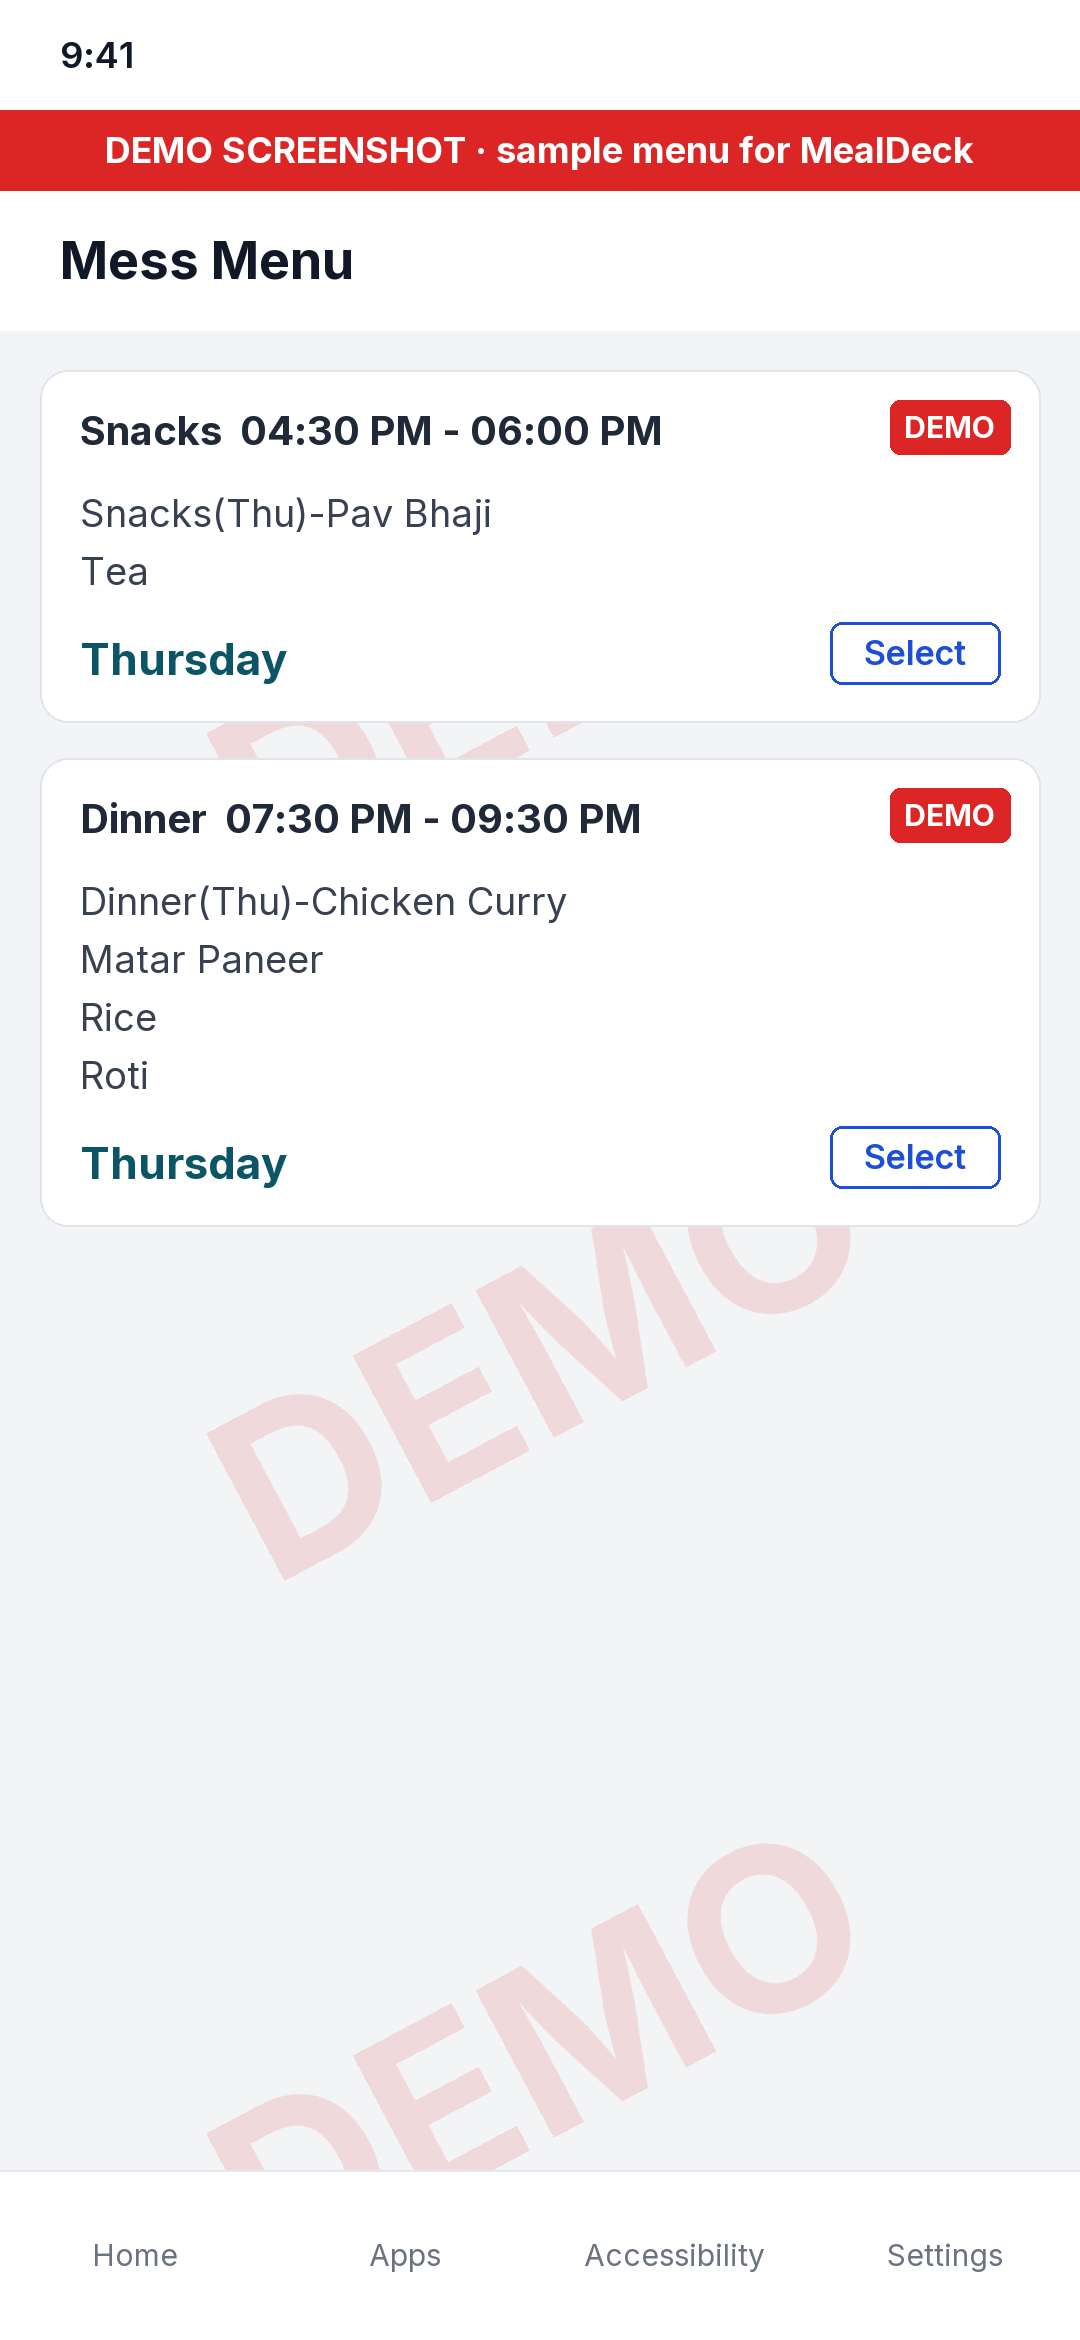 9:41
DEMO SCREENSHOT · sample menu for MealDeck
Mess Menu
Snacks 04:30 PM - 06:00 PM
DEMO
Snacks(Thu)-Pav Bhaji
Tea
Thursday
Select
Dinner 07:30 PM - 09:30 PM
DEMO
Dinner(Thu)-Chicken Curry
Matar Paneer
Rice
Roti
Thursday
Select
DEMO
DEMO
Home Apps Accessibility Settings